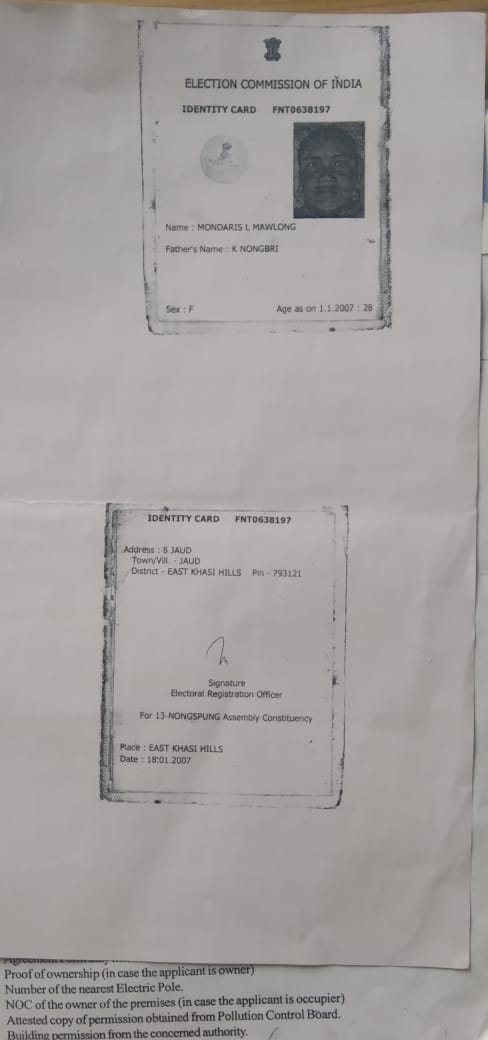 ELECTION COMMISSION OF INDIA
IDENTITY CARD FNT0638197
Name : MONDARIS L MAWLONG
Father's Name : K NONGBRI
Sex : F Age as on 1.1.2007 : 28
IDENTITY CARD FNT0638197
Address : 8 JAUD
Town/Vill. - JAUD
District - EAST KHASI HILLS Pin - 793121
Signature
Electoral Registration Officer
For 13-NONGSPUNG Assembly Constituency
Place : EAST KHASI HILLS
Date : 18.01.2007
Proof of ownership (in case the applicant is owner)
Number of the nearest Electric Pole.
NOC of the owner of the premises (in case the applicant is occupier)
Attested copy of permission obtained from Pollution Control Board.
Building permission from the concerned authority.